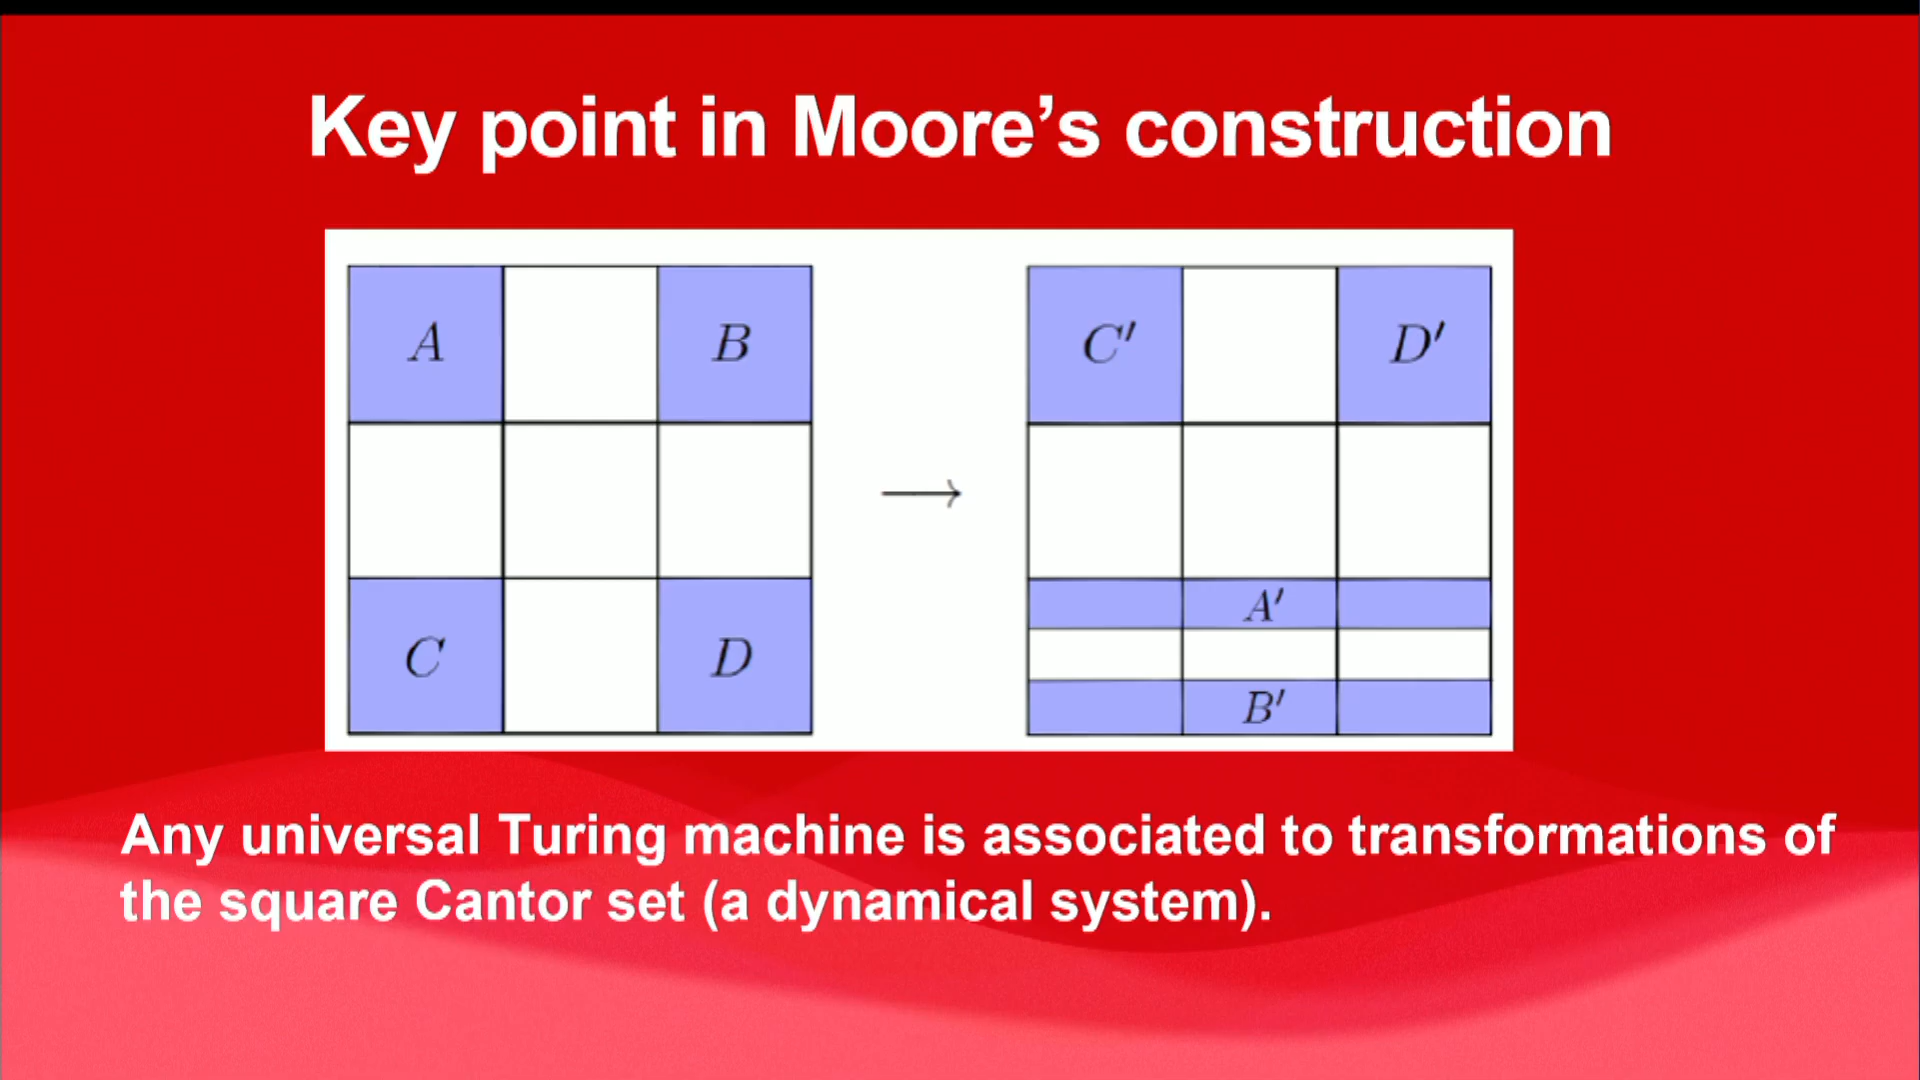 Key point in Moore’s construction
A B C′ D′
A′
C D B′
Any universal Turing machine is associated to transformations of
the square Cantor set (a dynamical system).